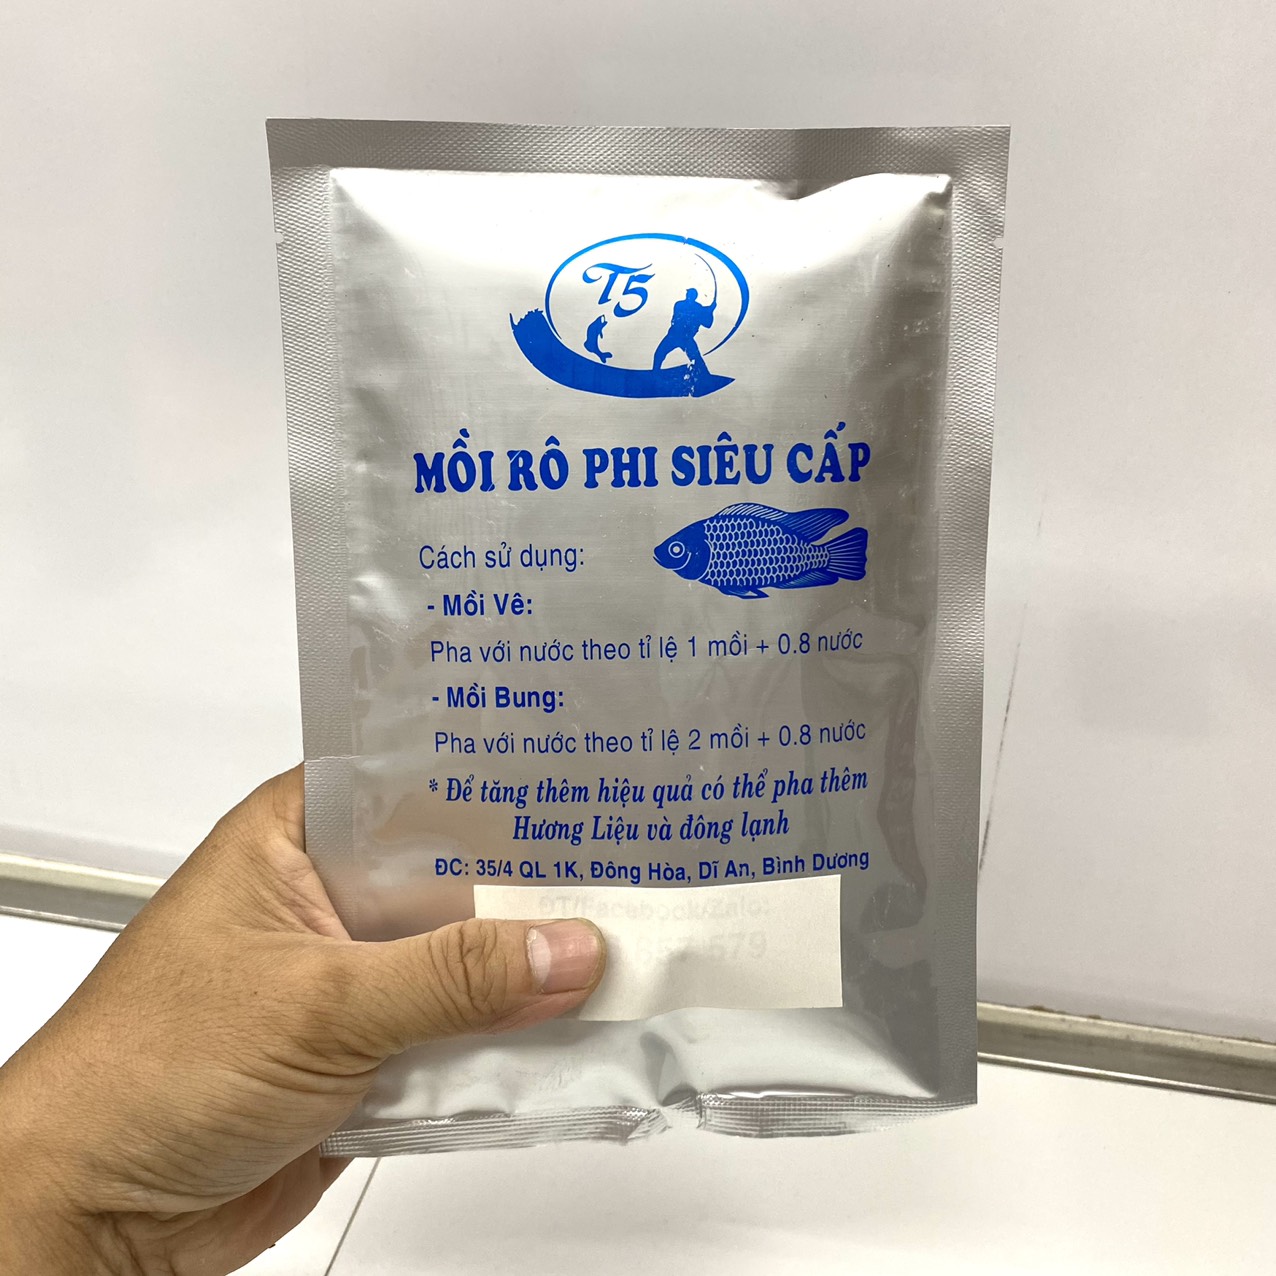 T5
MỒI RÔ PHI SIÊU CẤP
Cách sử dụng:
- Mồi Vê:
Pha với nước theo tỉ lệ 1 mồi + 0.8 nước
- Mồi Bung:
Pha với nước theo tỉ lệ 2 mồi + 0.8 nước
* Để tăng thêm hiệu quả có thể pha thêm
Hương Liệu và đông lạnh
ĐC: 35/4 QL 1K, Đông Hòa, Dĩ An, Bình Dương
ĐT/Facebook/Zalo: